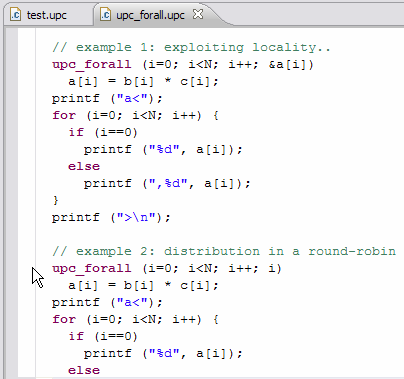 test.upc upc_forall.upc
// example 1: exploiting locality..
upc_forall (i=0; i<N; i++; &a[i])
a[i] = b[i] * c[i];
printf ("a<");
for (i=0; i<N; i++) {
if (i==0)
printf ("%d", a[i]);
else
printf (",%d", a[i]);
}
printf (">\n");
// example 2: distribution in a round-robin
upc_forall (i=0; i<N; i++; i)
a[i] = b[i] * c[i];
printf ("a<");
for (i=0; i<N; i++) {
if (i==0)
printf ("%d", a[i]);
else